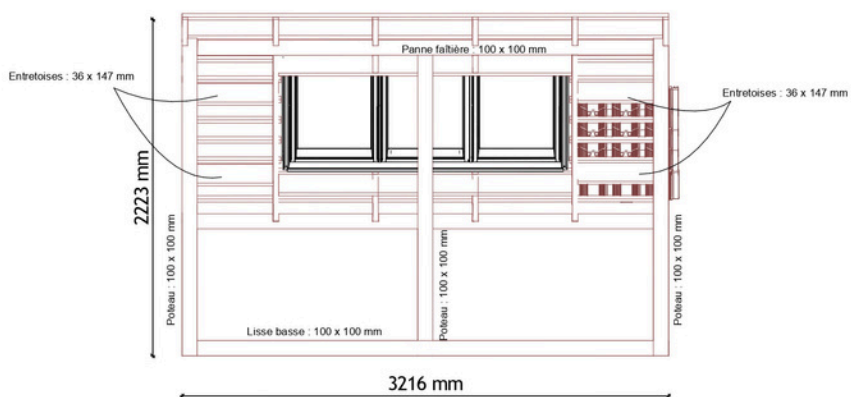 Panne faîtière : 100 x 100 mm
Entretoises : 36 x 147 mm
Entretoises : 36 x 147 mm
2223 mm
Poteau : 100 x 100 mm
Poteau : 100 x 100 mm
Poteau : 100 x 100 mm
Lisse basse : 100 x 100 mm
3216 mm